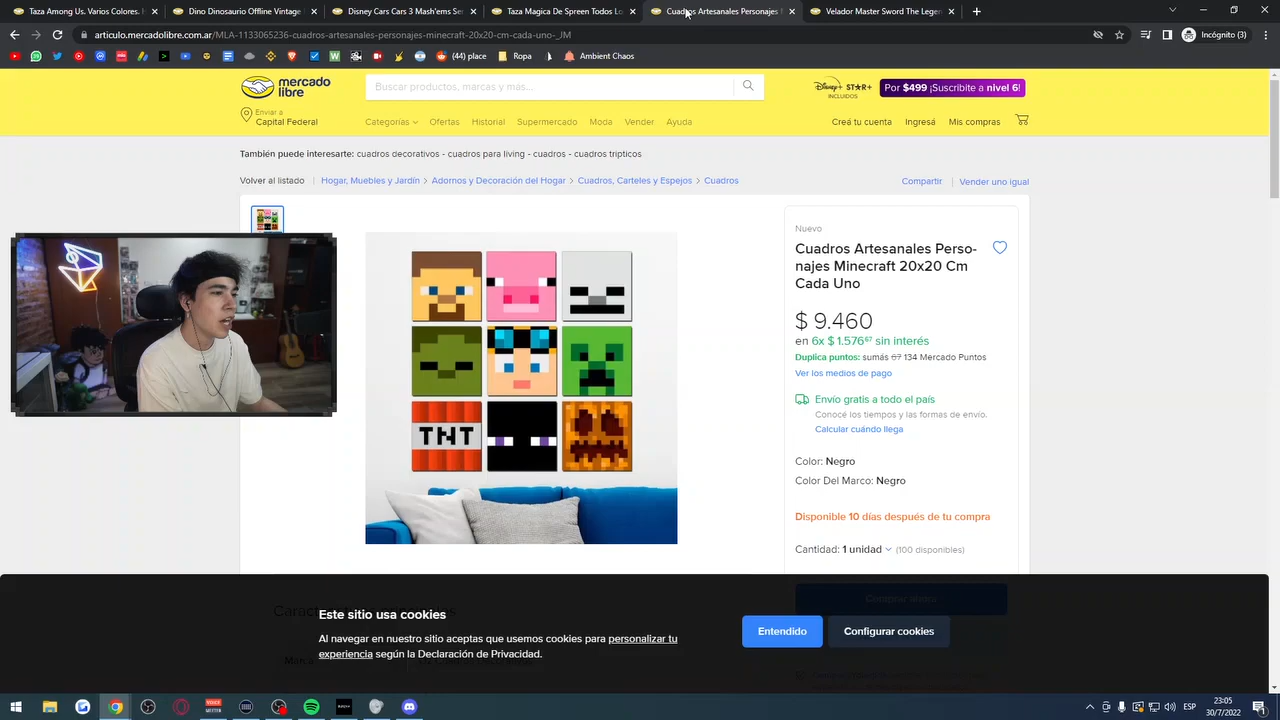 Taza Among Us. Varios Colores
Dino Dinosaurio
Dinos Cars Com 3 Mash'ems Se
Taza Magica De Speen Todos Lo
Cuadros Artesanales Personajes
Velador Mader The Legen
Incógnito (3)
articulo.mercadolibre.com.ar/MLA-1133065236-cuadros-artesanales-personajes-minecraft-20x20-cm-cada-uno-_JM
(44) place
Ropa
Ambient Chaos
mercado
libre
Buscar productos, marcas y más...
Disney+ STAR+
INCLUIDOS
Por $499 ¡Suscribite a nivel 6!
Enviar a
Capital Federal
Categorías
Ofertas
Historial
Supermercado
Moda
Vender
Ayuda
Creá tu cuenta
Ingresá
Mis compras
También puede interesarte: cuadros decorativos - cuadros para living - cuadros - cuadros tripticos
Volver al listado
Hogar, Muebles y Jardín > Adornos y Decoración del Hogar > Cuadros, Carteles y Espejos > Cuadros
Compartir
Vender uno igual
Nuevo
Cuadros Artesanales Perso-
najes Minecraft 20x20 Cm
Cada Uno
$ 9.460
en 6x $ 1.576⁶⁷ sin interés
Duplica puntos: sumás 67 134 Mercado Puntos
Ver los medios de pago
Envío gratis a todo el país
Conocé los tiempos y las formas de envío.
Calcular cuándo llega
TNT
Color: Negro
Color Del Marco: Negro
Disponible 10 días después de tu compra
Cantidad: 1 unidad (100 disponibles)
Este sitio usa cookies
Al navegar en nuestro sitio aceptas que usemos cookies para personalizar tu
experiencia según la Declaración de Privacidad.
Entendido
Configurar cookies
Marca
ESP
23:05
30/7/2022